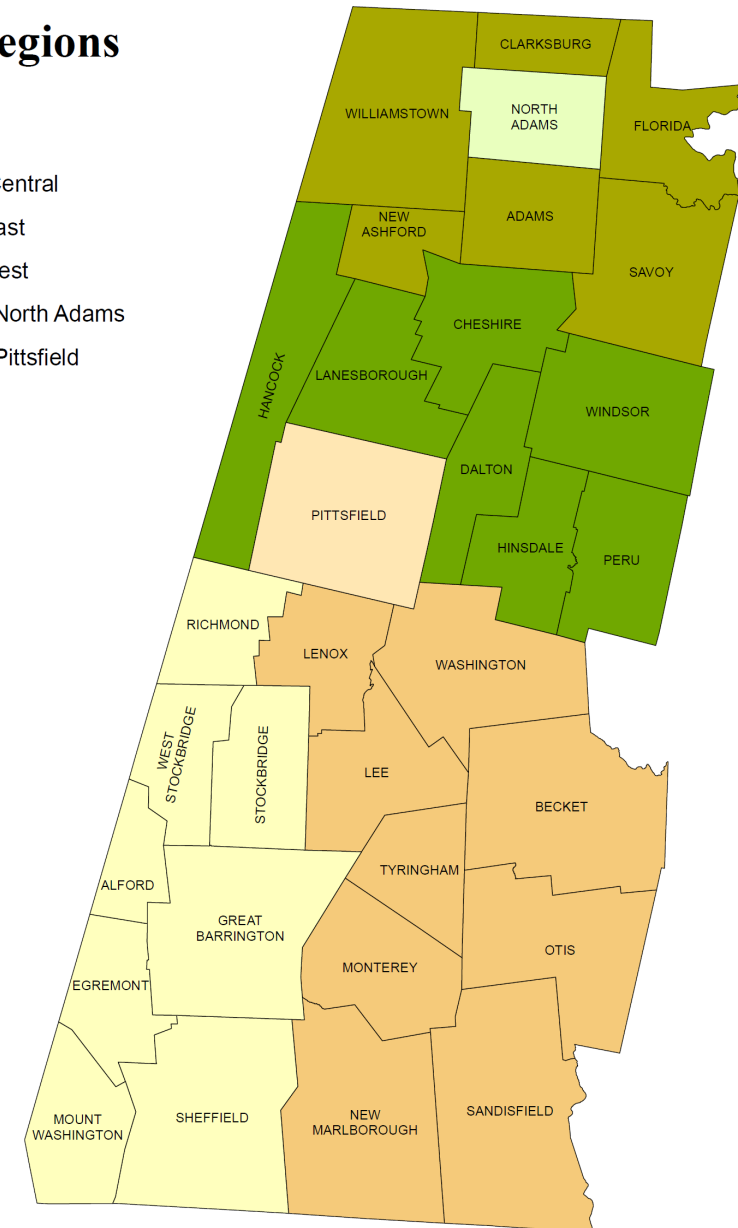 egions
Central
ast
est
North Adams
Pittsfield
CLARKSBURG
WILLIAMSTOWN
NORTH
ADAMS
FLORIDA
NEW
ASHFORD
ADAMS
SAVOY
CHESHIRE
HANCOCK
LANESBOROUGH
WINDSOR
DALTON
PITTSFIELD
HINSDALE
PERU
RICHMOND
LENOX
WASHINGTON
WEST
STOCKBRIDGE
STOCKBRIDGE
LEE
BECKET
TYRINGHAM
ALFORD
GREAT
BARRINGTON
OTIS
MONTEREY
EGREMONT
MOUNT
WASHINGTON
SHEFFIELD
NEW
MARLBOROUGH
SANDISFIELD